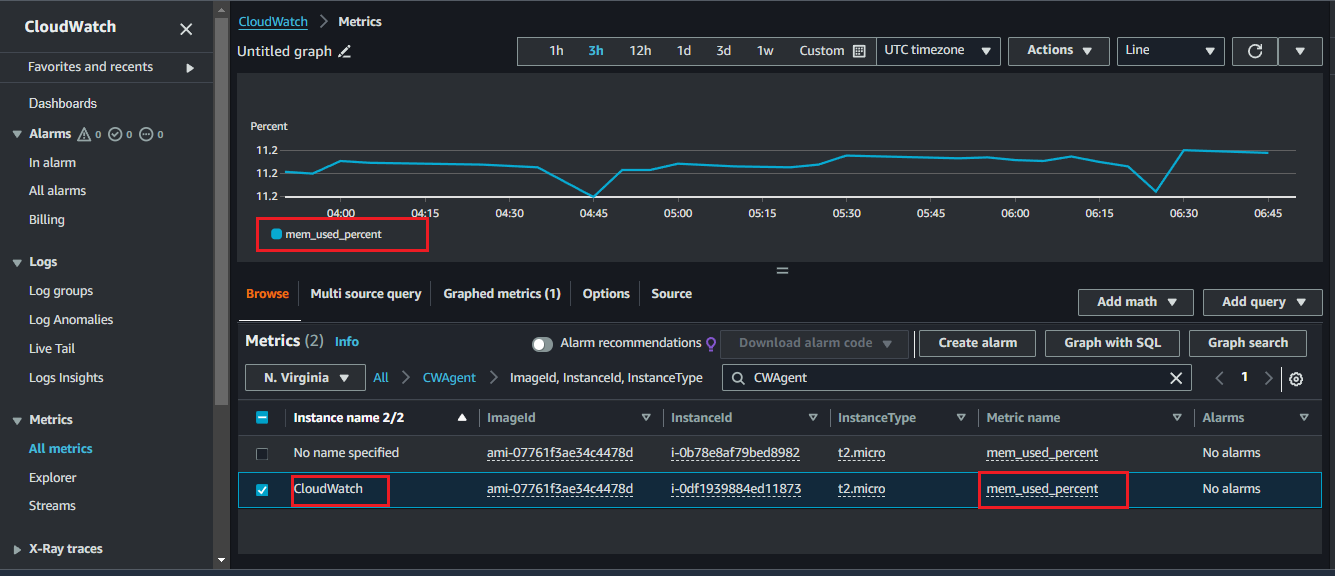 CloudWatch
Favorites and recents
Dashboards
Alarms 0 0 0
In alarm
All alarms
Billing
Logs
Log groups
Log Anomalies
Live Tail
Logs Insights
Metrics
All metrics
Explorer
Streams
X-Ray traces
CloudWatch Metrics
Untitled graph
1h 3h 12h 1d 3d 1w Custom UTC timezone Actions Line
Percent
11.2
11.2
11.2
04:00 04:15 04:30 04:45 05:00 05:15 05:30 05:45 06:00 06:15 06:30 06:45
mem_used_percent
Browse Multi source query Graphed metrics (1) Options Source
Add math Add query
Metrics (2) Info
Alarm recommendations Download alarm code Create alarm Graph with SQL Graph search
N. Virginia All CWAgent ImageId, InstanceId, InstanceType CWAgent 1
Instance name 2/2 ImageId InstanceId InstanceType Metric name Alarms
No name specified ami-07761f3ae34c4478d i-0b78e8af79bed8982 t2.micro mem_used_percent No alarms
CloudWatch ami-07761f3ae34c4478d i-0df1939884ed11873 t2.micro mem_used_percent No alarms